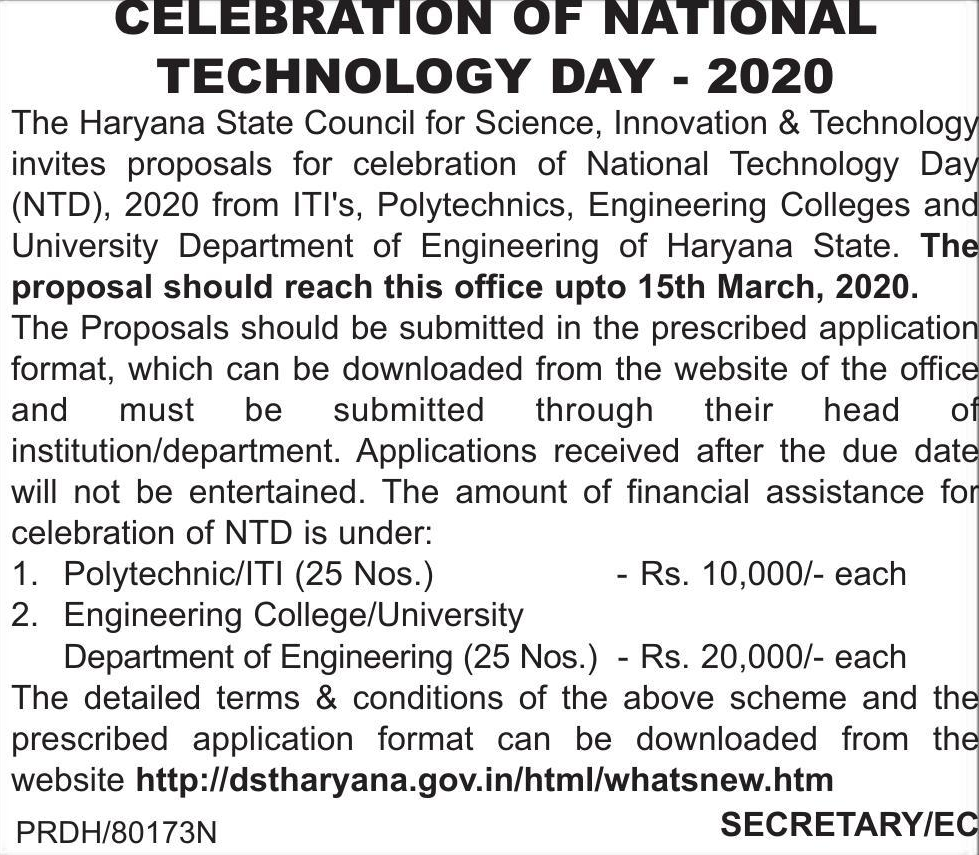 CELEBRATION OF NATIONAL
TECHNOLOGY DAY - 2020
The Haryana State Council for Science, Innovation & Technology
invites proposals for celebration of National Technology Day
(NTD), 2020 from ITI's, Polytechnics, Engineering Colleges and
University Department of Engineering of Haryana State. The
proposal should reach this office upto 15th March, 2020.
The Proposals should be submitted in the prescribed application
format, which can be downloaded from the website of the office
and must be submitted through their head of
institution/department. Applications received after the due date
will not be entertained. The amount of financial assistance for
celebration of NTD is under:
1. Polytechnic/ITI (25 Nos.) - Rs. 10,000/- each
2. Engineering College/University
Department of Engineering (25 Nos.) - Rs. 20,000/- each
The detailed terms & conditions of the above scheme and the
prescribed application format can be downloaded from the
website http://dstharyana.gov.in/html/whatsnew.htm
PRDH/80173N SECRETARY/EC